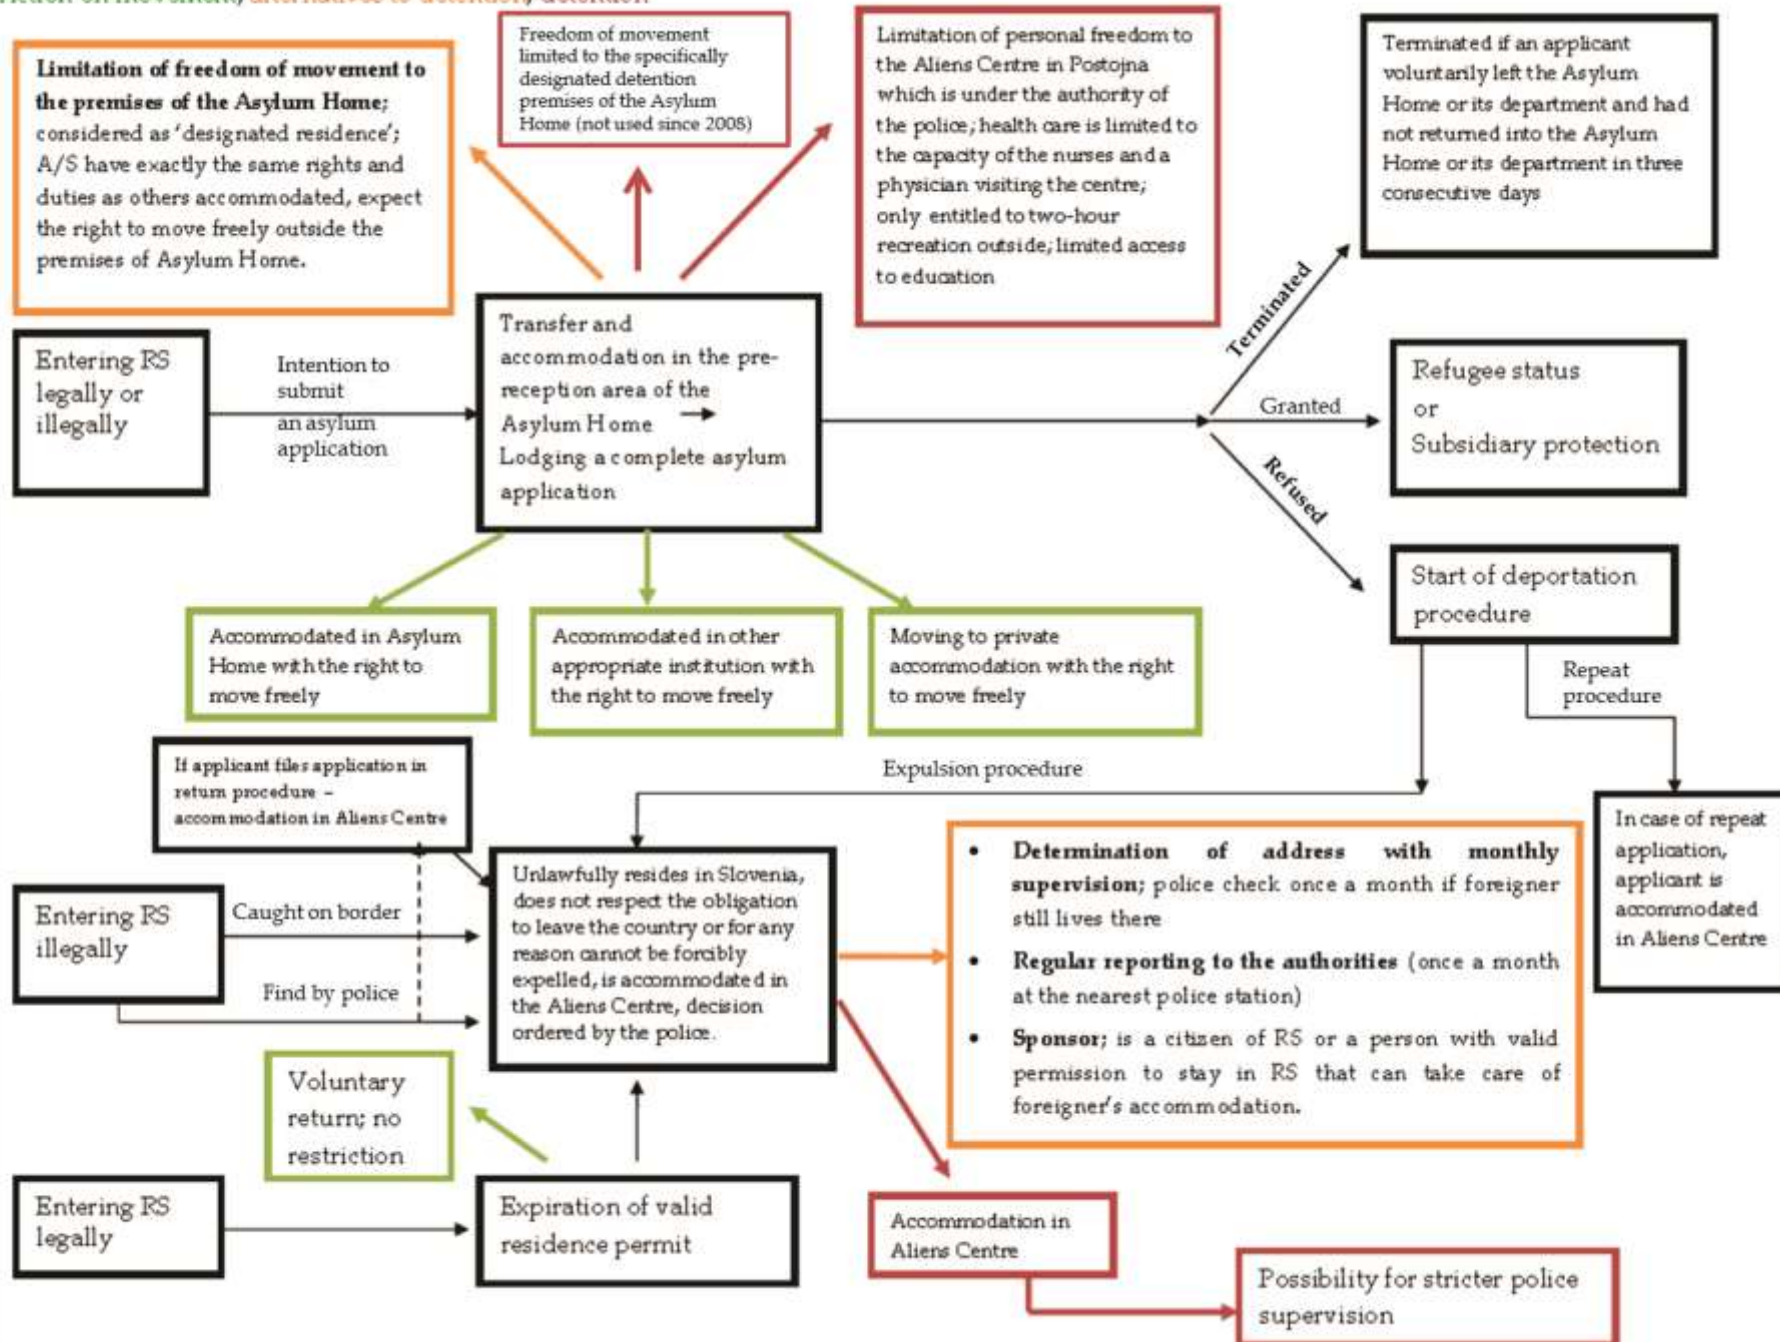 on movement, alternatives to detention, detention
Limitation of freedom of movement to
the premises of the Asylum Home;
considered as 'designated residence';
A/S have exactly the same rights and
duties as others accommodated, expect
the right to move freely outside the
premises of Asylum Home.
Freedom of movement
limited to the specifically
designated detention
premises of the Asylum
Home (not used since 2008)
Limitation of personal freedom to
the Aliens Centre in Postojna
which is under the authority of
the police; health care is limited to
the capacity of the nurses and a
physician visiting the centre;
only entitled to two-hour
recreation outside; limited access
to education
Terminated if an applicant
voluntarily left the Asylum
Home or its department and had
not returned into the Asylum
Home or its department in three
consecutive days
Entering RS
legally or
illegally
Intention to
submit
an asylum
application
Transfer and
accommodation in the pre-
reception area of the
Asylum Home
Lodging a complete asylum
application
Terminated
Granted
Refused
Refugee status
or
Subsidiary protection
Start of deportation
procedure
Repeat
procedure
Accommodated in Asylum
Home with the right to
move freely
Accommodated in other
appropriate institution with
the right to move freely
Moving to private
accommodation with the right
to move freely
If applicant files application in
return procedure –
accommodation in Aliens Centre
Expulsion procedure
In case of repeat
application,
applicant is
accommodated
in Aliens Centre
Entering RS
illegally
Caught on border
Find by police
Unlawfully resides in Slovenia,
does not respect the obligation
to leave the country or for any
reason cannot be forcibly
expelled, is accommodated in
the Aliens Centre, decision
ordered by the police.
• Determination of address with monthly
supervision; police check once a month if foreigner
still lives there
• Regular reporting to the authorities (once a month
at the nearest police station)
• Sponsor; is a citizen of RS or a person with valid
permission to stay in RS that can take care of
foreigner's accommodation.
Voluntary
return; no
restriction
Entering RS
legally
Expiration of valid
residence permit
Accommodation in
Aliens Centre
Possibility for stricter police
supervision